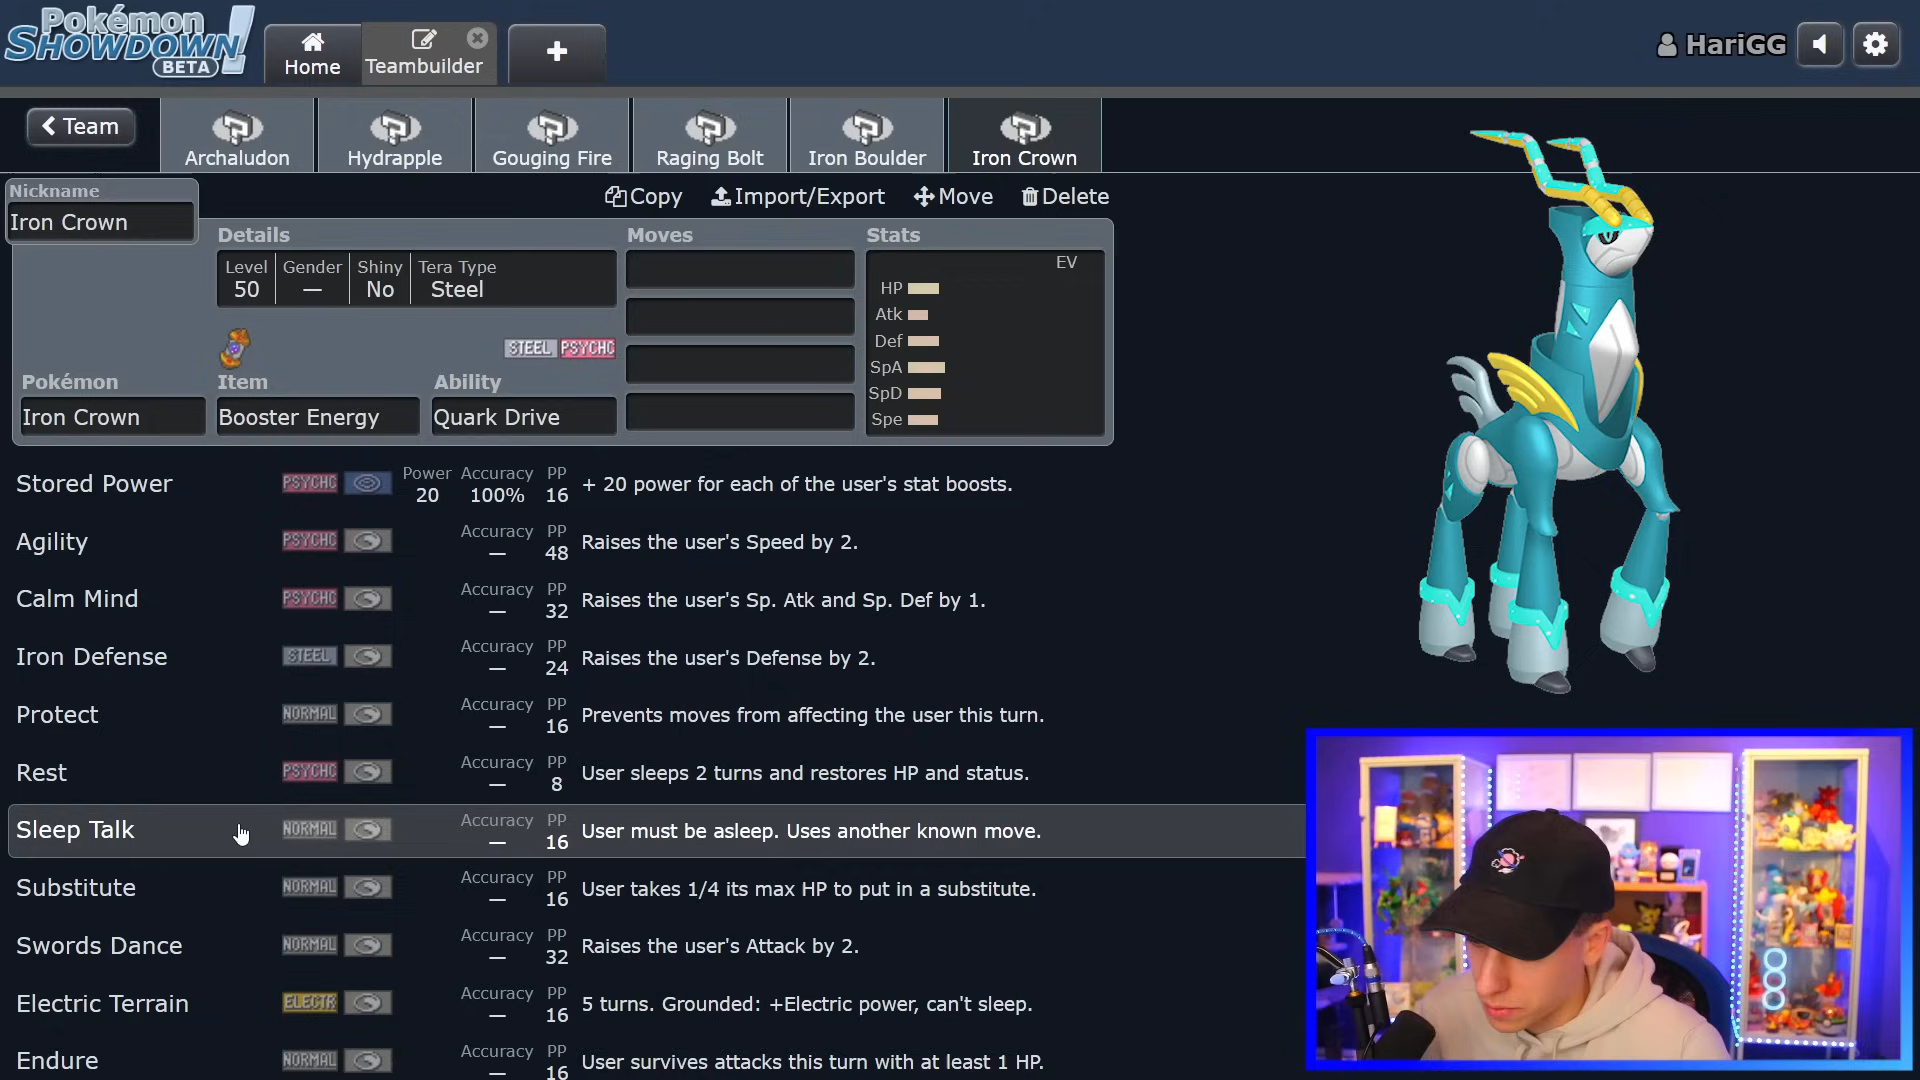 Pokémon
SHOWDOWN!
BETA
Home
Teambuilder
HariGG
Team
Archaludon
Hydrapple
Gouging Fire
Raging Bolt
Iron Boulder
Iron Crown
Nickname
Iron Crown
Copy
Import/Export
Move
Delete
Details
Moves
Stats
Level
50
Gender
—
Shiny
No
Tera Type
Steel
EV
HP
Atk
Def
SpA
SpD
Spe
STEEL PSYCHC
Pokémon
Item
Ability
Iron Crown
Booster Energy
Quark Drive
Stored Power PSYCHC Power 20 Accuracy 100% PP 16 + 20 power for each of the user's stat boosts.
Agility PSYCHC Accuracy — PP 48 Raises the user's Speed by 2.
Calm Mind PSYCHC Accuracy — PP 32 Raises the user's Sp. Atk and Sp. Def by 1.
Iron Defense STEEL Accuracy — PP 24 Raises the user's Defense by 2.
Protect NORMAL Accuracy — PP 16 Prevents moves from affecting the user this turn.
Rest PSYCHC Accuracy — PP 8 User sleeps 2 turns and restores HP and status.
Sleep Talk NORMAL Accuracy — PP 16 User must be asleep. Uses another known move.
Substitute NORMAL Accuracy — PP 16 User takes 1/4 its max HP to put in a substitute.
Swords Dance NORMAL Accuracy — PP 32 Raises the user's Attack by 2.
Electric Terrain ELECTR Accuracy — PP 16 5 turns. Grounded: +Electric power, can't sleep.
Endure NORMAL Accuracy — PP 16 User survives attacks this turn with at least 1 HP.